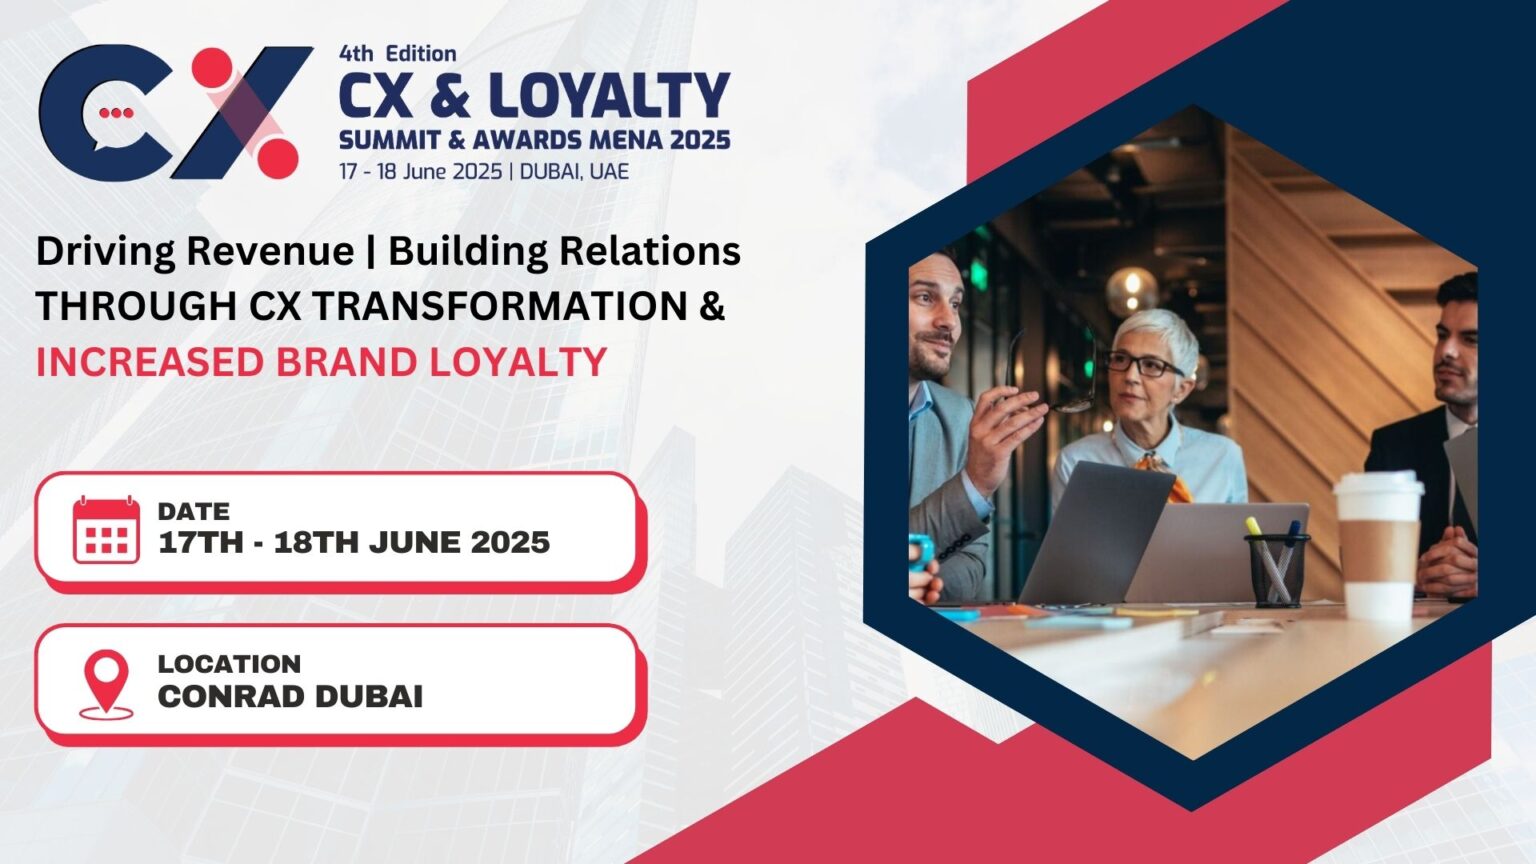 CX
4th Edition
CX & LOYALTY
SUMMIT & AWARDS MENA 2025
17 - 18 June 2025 | DUBAI, UAE
Driving Revenue | Building Relations
THROUGH CX TRANSFORMATION &
INCREASED BRAND LOYALTY
DATE
17TH - 18TH JUNE 2025
LOCATION
CONRAD DUBAI